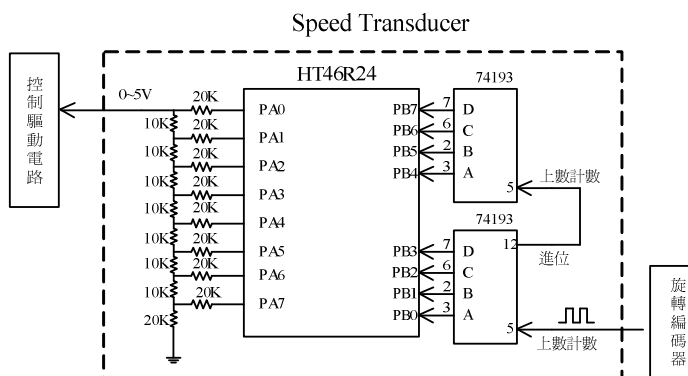 Speed Transducer
控制驅動電路
0~5V
HT46R24
20K PA0
10K 20K PA1
10K 20K PA2
10K 20K PA3
10K 20K PA4
10K 20K PA5
10K 20K PA6
10K 20K PA7
20K
74193
PB7 7 D
PB6 6 C
PB5 2 B
PB4 3 A
5 上數計數
74193
12 進位
PB3 7 D
PB2 6 C
PB1 2 B
PB0 3 A
5 上數計數
旋轉編碼器